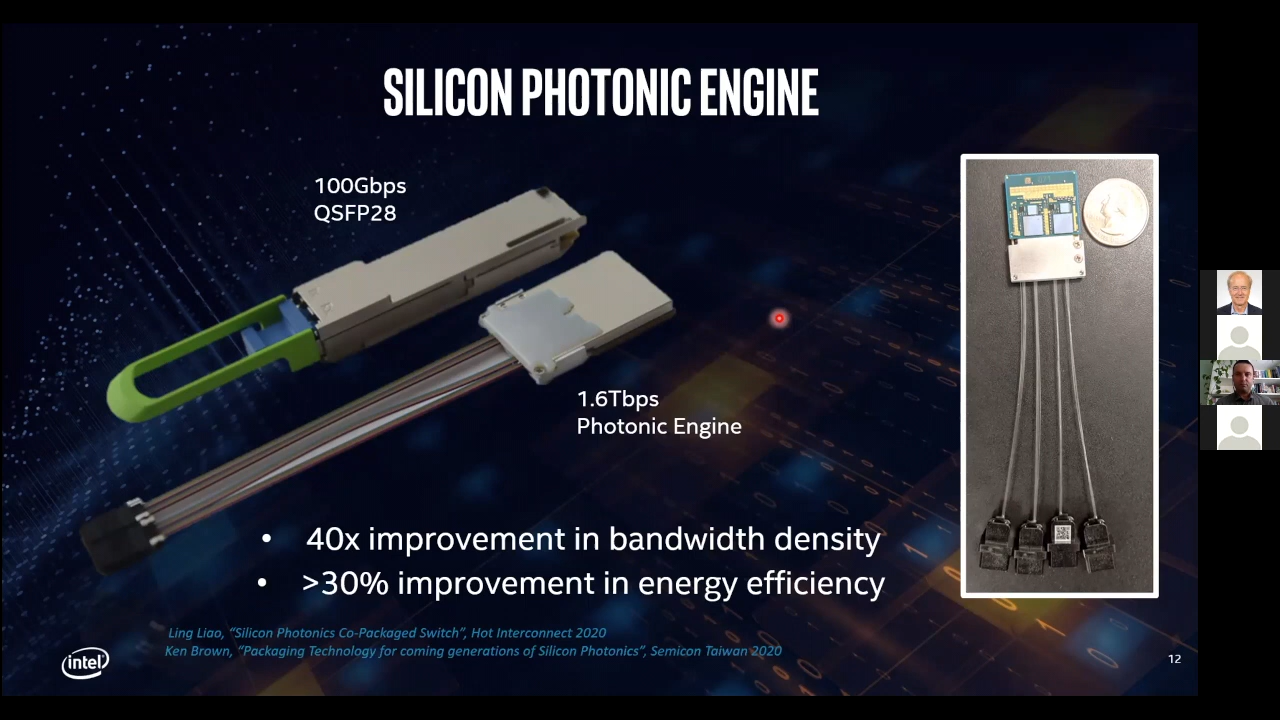 SILICON PHOTONIC ENGINE
100Gbps
QSFP28
1.6Tbps
Photonic Engine
• 40x improvement in bandwidth density
• >30% improvement in energy efficiency
Ling Liao, “Silicon Photonics Co-Packaged Switch”, Hot Interconnect 2020
Ken Brown, “Packaging Technology for coming generations of Silicon Photonics”, Semicon Taiwan 2020
intel
12